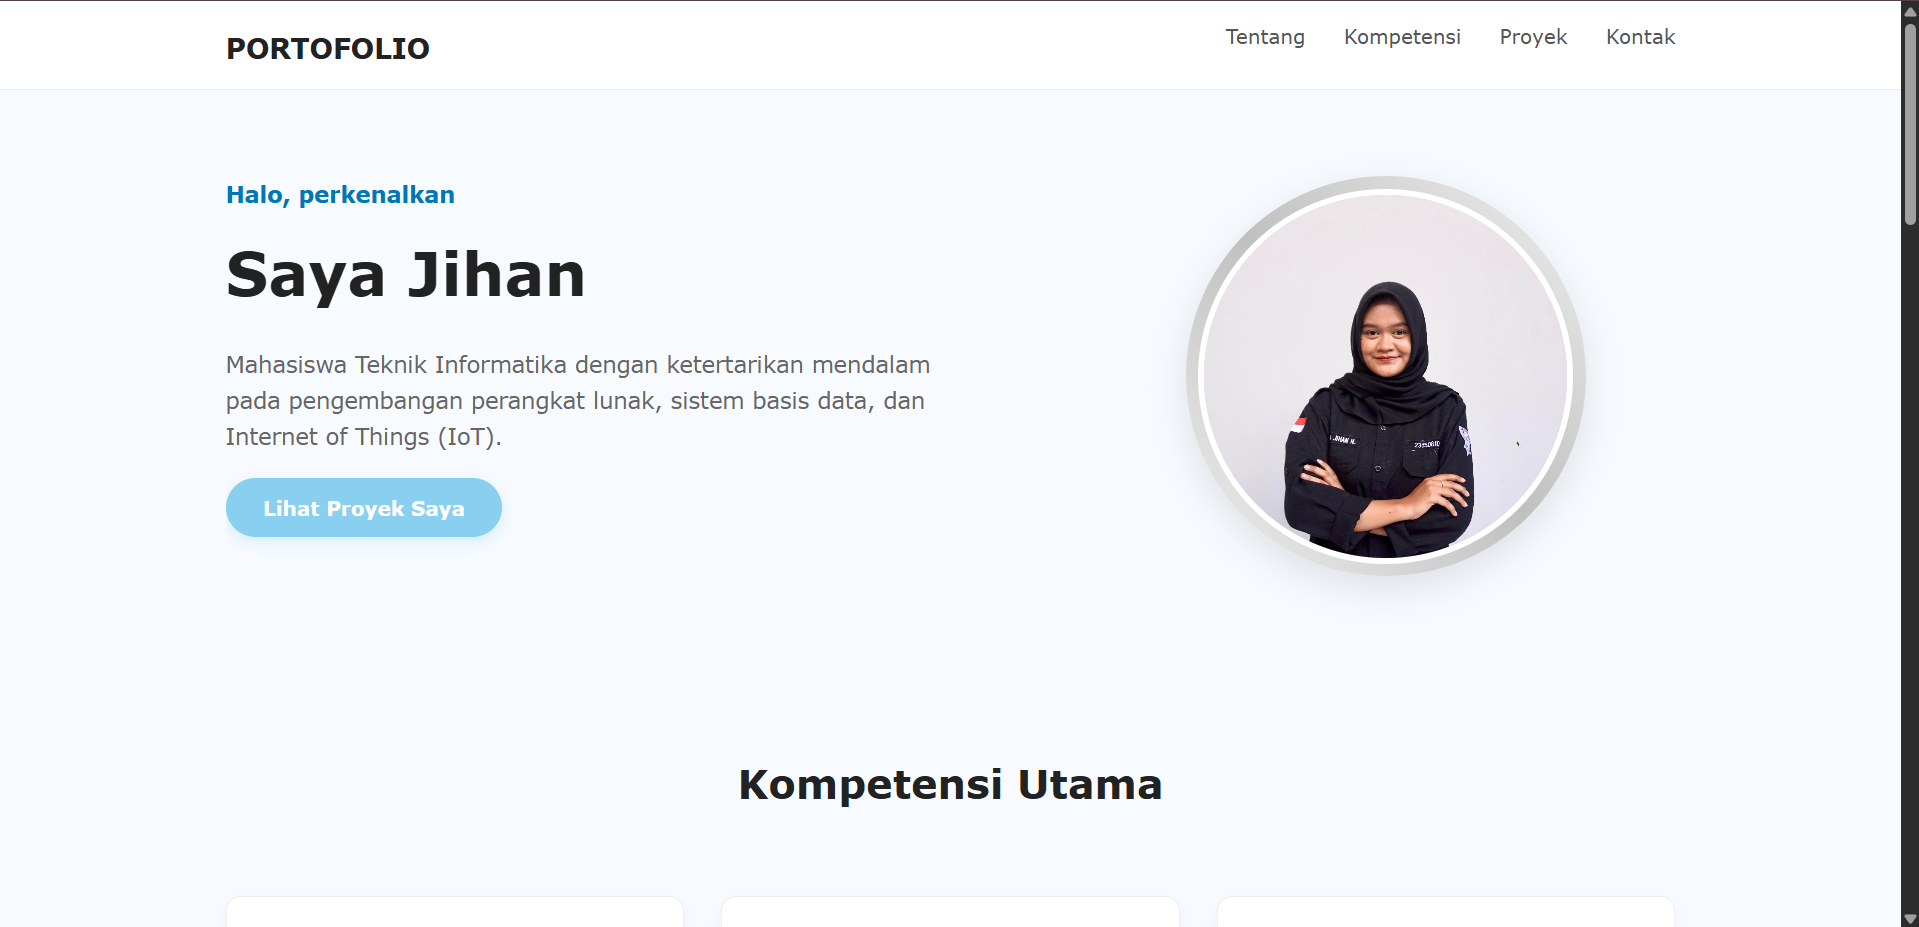 PORTOFOLIO
Tentang Kompetensi Proyek Kontak
Halo, perkenalkan
Saya Jihan
Mahasiswa Teknik Informatika dengan ketertarikan mendalam
pada pengembangan perangkat lunak, sistem basis data, dan
Internet of Things (IoT).
Lihat Proyek Saya
JIHAN N.
Kompetensi Utama